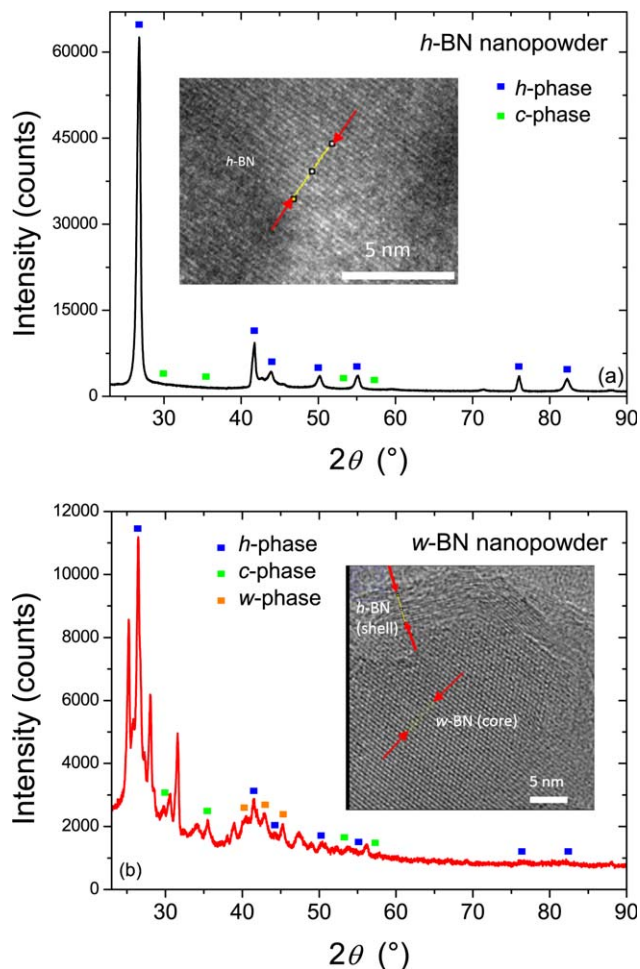 h-BN nanopowder
h-phase
c-phase
h-BN
5 nm
(a)
60000
45000
30000
15000
0
Intensity (counts)
30 40 50 60 70 80 90
2θ (°)
w-BN nanopowder
h-phase
c-phase
w-phase
h-BN
(shell)
w-BN (core)
5 nm
(b)
12000
10000
8000
6000
4000
2000
0
Intensity (counts)
30 40 50 60 70 80 90
2θ (°)